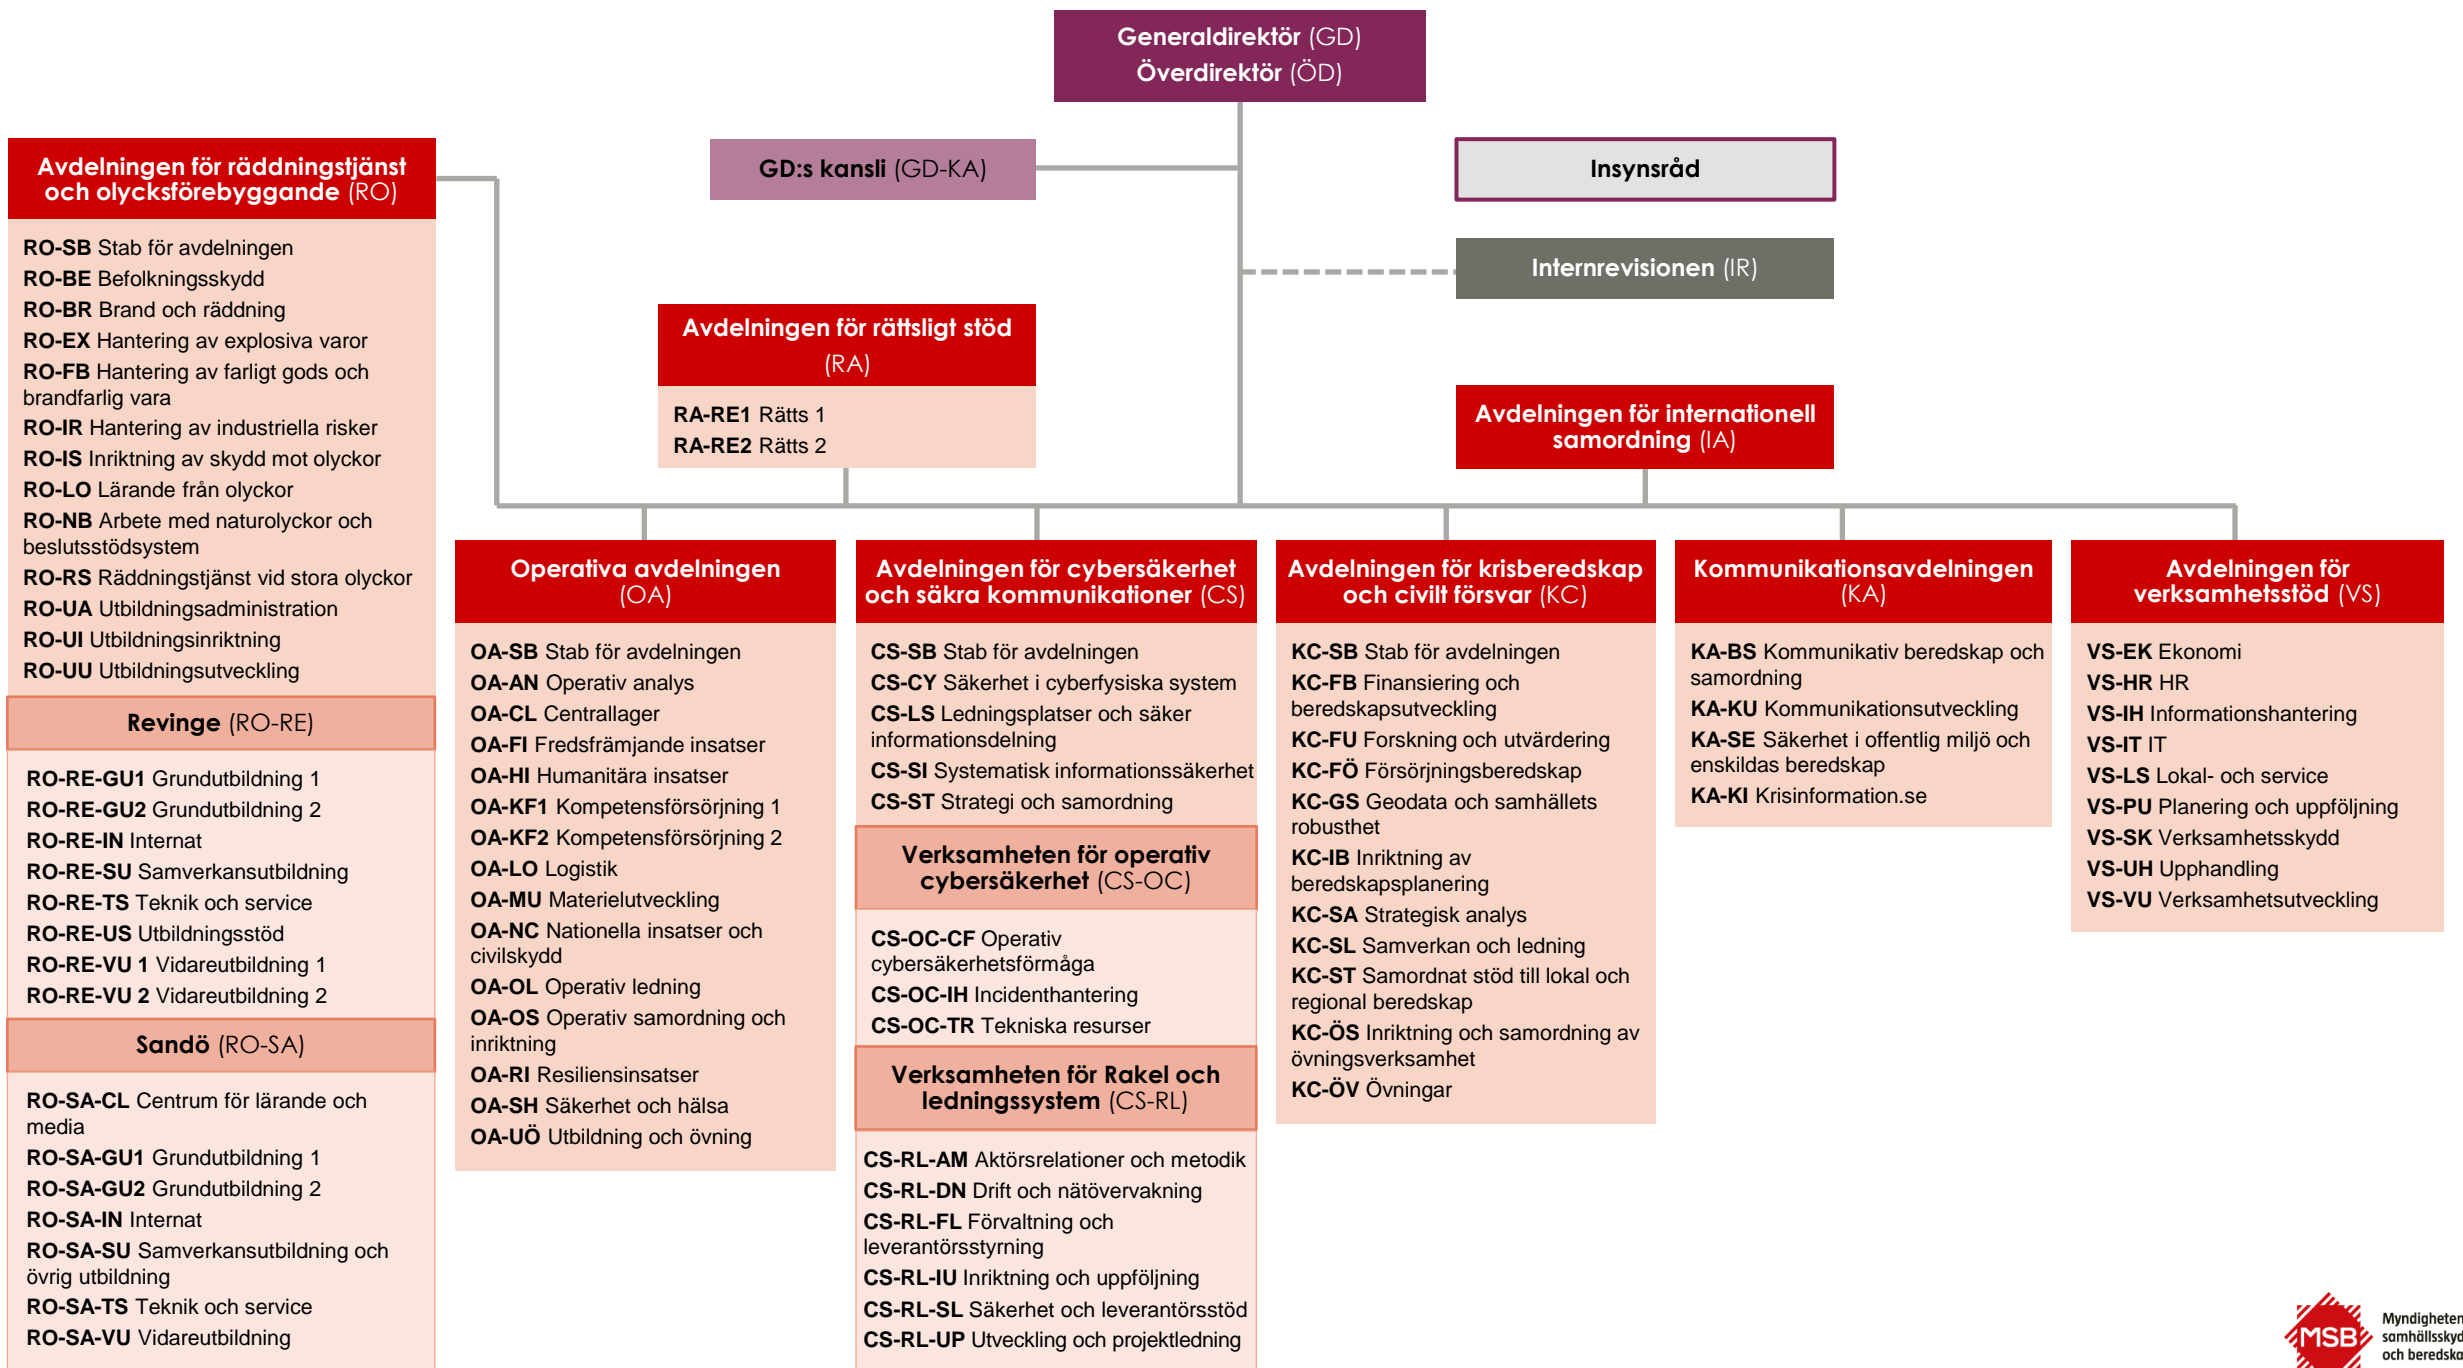 Generaldirektör (GD)
Överdirektör (ÖD)
GD:s kansli (GD-KA)
Insynsråd
Internrevisionen (IR)
Avdelningen för räddningstjänst
och olycksförebyggande (RO)
RO-SB Stab för avdelningen
RO-BE Befolkningsskydd
RO-BR Brand och räddning
RO-EX Hantering av explosiva varor
RO-FB Hantering av farligt gods och
brandfarlig vara
RO-IR Hantering av industriella risker
RO-IS Inriktning av skydd mot olyckor
RO-LO Lärande från olyckor
RO-NB Arbete med naturolyckor och
beslutsstödsystem
RO-RS Räddningstjänst vid stora olyckor
RO-UA Utbildningsadministration
RO-UI Utbildningsinriktning
RO-UU Utbildningsutveckling
Revinge (RO-RE)
RO-RE-GU1 Grundutbildning 1
RO-RE-GU2 Grundutbildning 2
RO-RE-IN Internat
RO-RE-SU Samverkansutbildning
RO-RE-TS Teknik och service
RO-RE-US Utbildningsstöd
RO-RE-VU 1 Vidareutbildning 1
RO-RE-VU 2 Vidareutbildning 2
Sandö (RO-SA)
RO-SA-CL Centrum för lärande och
media
RO-SA-GU1 Grundutbildning 1
RO-SA-GU2 Grundutbildning 2
RO-SA-IN Internat
RO-SA-SU Samverkansutbildning och
övrig utbildning
RO-SA-TS Teknik och service
RO-SA-VU Vidareutbildning
Avdelningen för rättsligt stöd
(RA)
RA-RE1 Rätts 1
RA-RE2 Rätts 2
Avdelningen för internationell
samordning (IA)
Operativa avdelningen
(OA)
OA-SB Stab för avdelningen
OA-AN Operativ analys
OA-CL Centrallager
OA-FI Fredsfrämjande insatser
OA-HI Humanitära insatser
OA-KF1 Kompetensförsörjning 1
OA-KF2 Kompetensförsörjning 2
OA-LO Logistik
OA-MU Materielutveckling
OA-NC Nationella insatser och
civilskydd
OA-OL Operativ ledning
OA-OS Operativ samordning och
inriktning
OA-RI Resiliensinsatser
OA-SH Säkerhet och hälsa
OA-UÖ Utbildning och övning
Avdelningen för cybersäkerhet
och säkra kommunikationer (CS)
CS-SB Stab för avdelningen
CS-CY Säkerhet i cyberfysiska system
CS-LS Ledningsplatser och säker
informationsdelning
CS-SI Systematisk informationssäkerhet
CS-ST Strategi och samordning
Verksamheten för operativ
cybersäkerhet (CS-OC)
CS-OC-CF Operativ
cybersäkerhetsförmåga
CS-OC-IH Incidenthantering
CS-OC-TR Tekniska resurser
Verksamheten för Rakel och
ledningssystem (CS-RL)
CS-RL-AM Aktörsrelationer och metodik
CS-RL-DN Drift och nätövervakning
CS-RL-FL Förvaltning och
leverantörsstyrning
CS-RL-IU Inriktning och uppföljning
CS-RL-SL Säkerhet och leverantörsstöd
CS-RL-UP Utveckling och projektledning
Avdelningen för krisberedskap
och civilt försvar (KC)
KC-SB Stab för avdelningen
KC-FB Finansiering och
beredskapsutveckling
KC-FU Forskning och utvärdering
KC-FÖ Försörjningsberedskap
KC-GS Geodata och samhällets
robusthet
KC-IB Inriktning av
beredskapsplanering
KC-SA Strategisk analys
KC-SL Samverkan och ledning
KC-ST Samordnat stöd till lokal och
regional beredskap
KC-ÖS Inriktning och samordning av
övningsverksamhet
KC-ÖV Övningar
Kommunikationsavdelningen
(KA)
KA-BS Kommunikativ beredskap och
samordning
KA-KU Kommunikationsutveckling
KA-SE Säkerhet i offentlig miljö och
enskildas beredskap
KA-KI Krisinformation.se
Avdelningen för
verksamhetsstöd (VS)
VS-EK Ekonomi
VS-HR HR
VS-IH Informationshantering
VS-IT IT
VS-LS Lokal- och service
VS-PU Planering och uppföljning
VS-SK Verksamhetsskydd
VS-UH Upphandling
VS-VU Verksamhetsutveckling
MSB
Myndigheten
samhällsskyd
och beredska